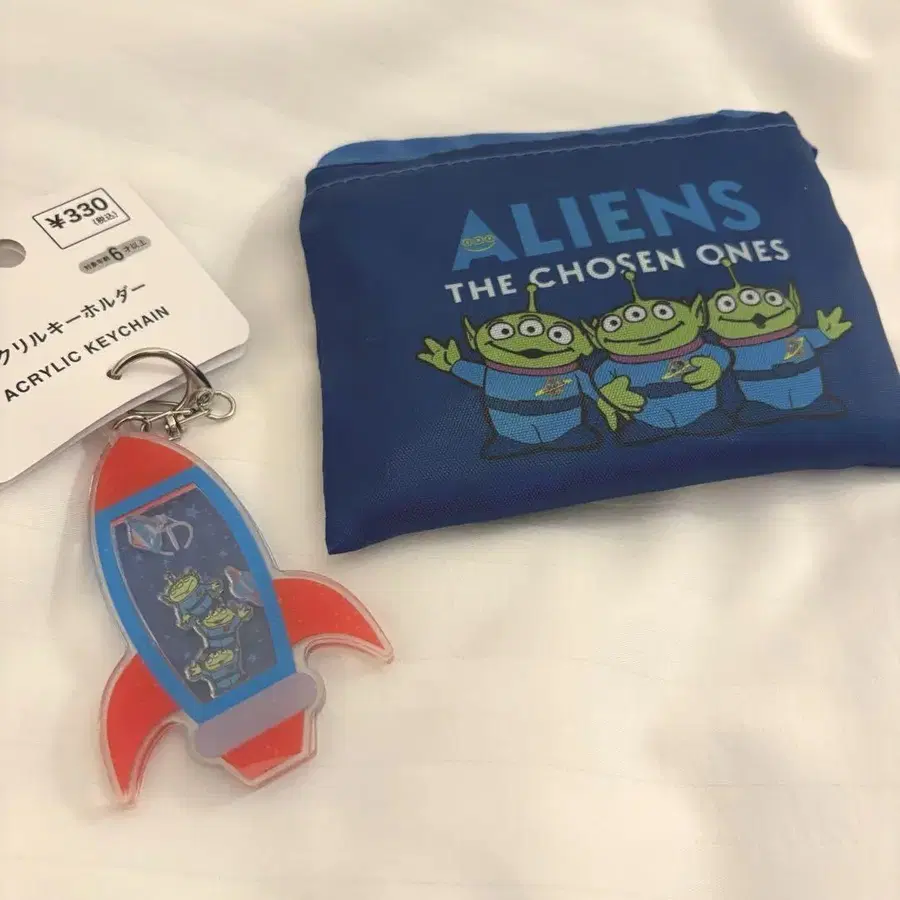 ¥330
(税込)
対象年齢 6才以上
クリルキーホルダー
ACRYLIC KEYCHAIN
ALIENS
THE CHOSEN ONES